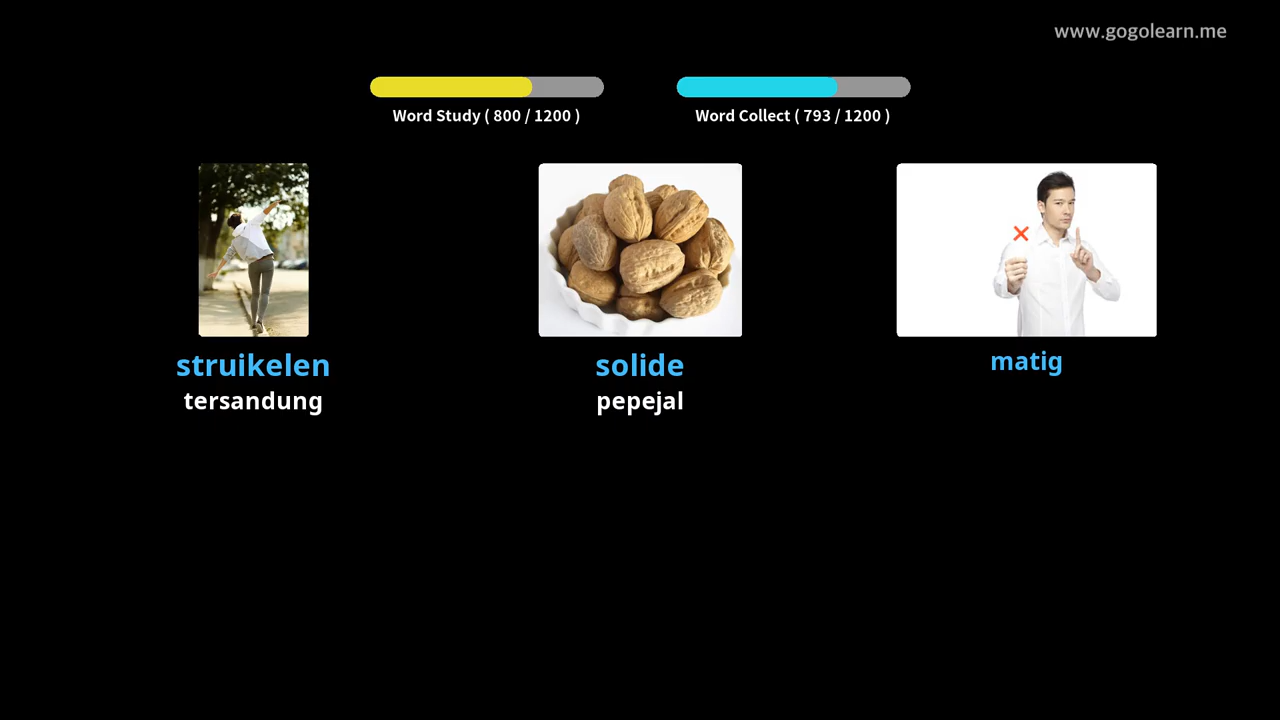 www.gogolearn.me
Word Study ( 800 / 1200 )
Word Collect ( 793 / 1200 )
struikelen
tersandung
solide
pepejal
matig